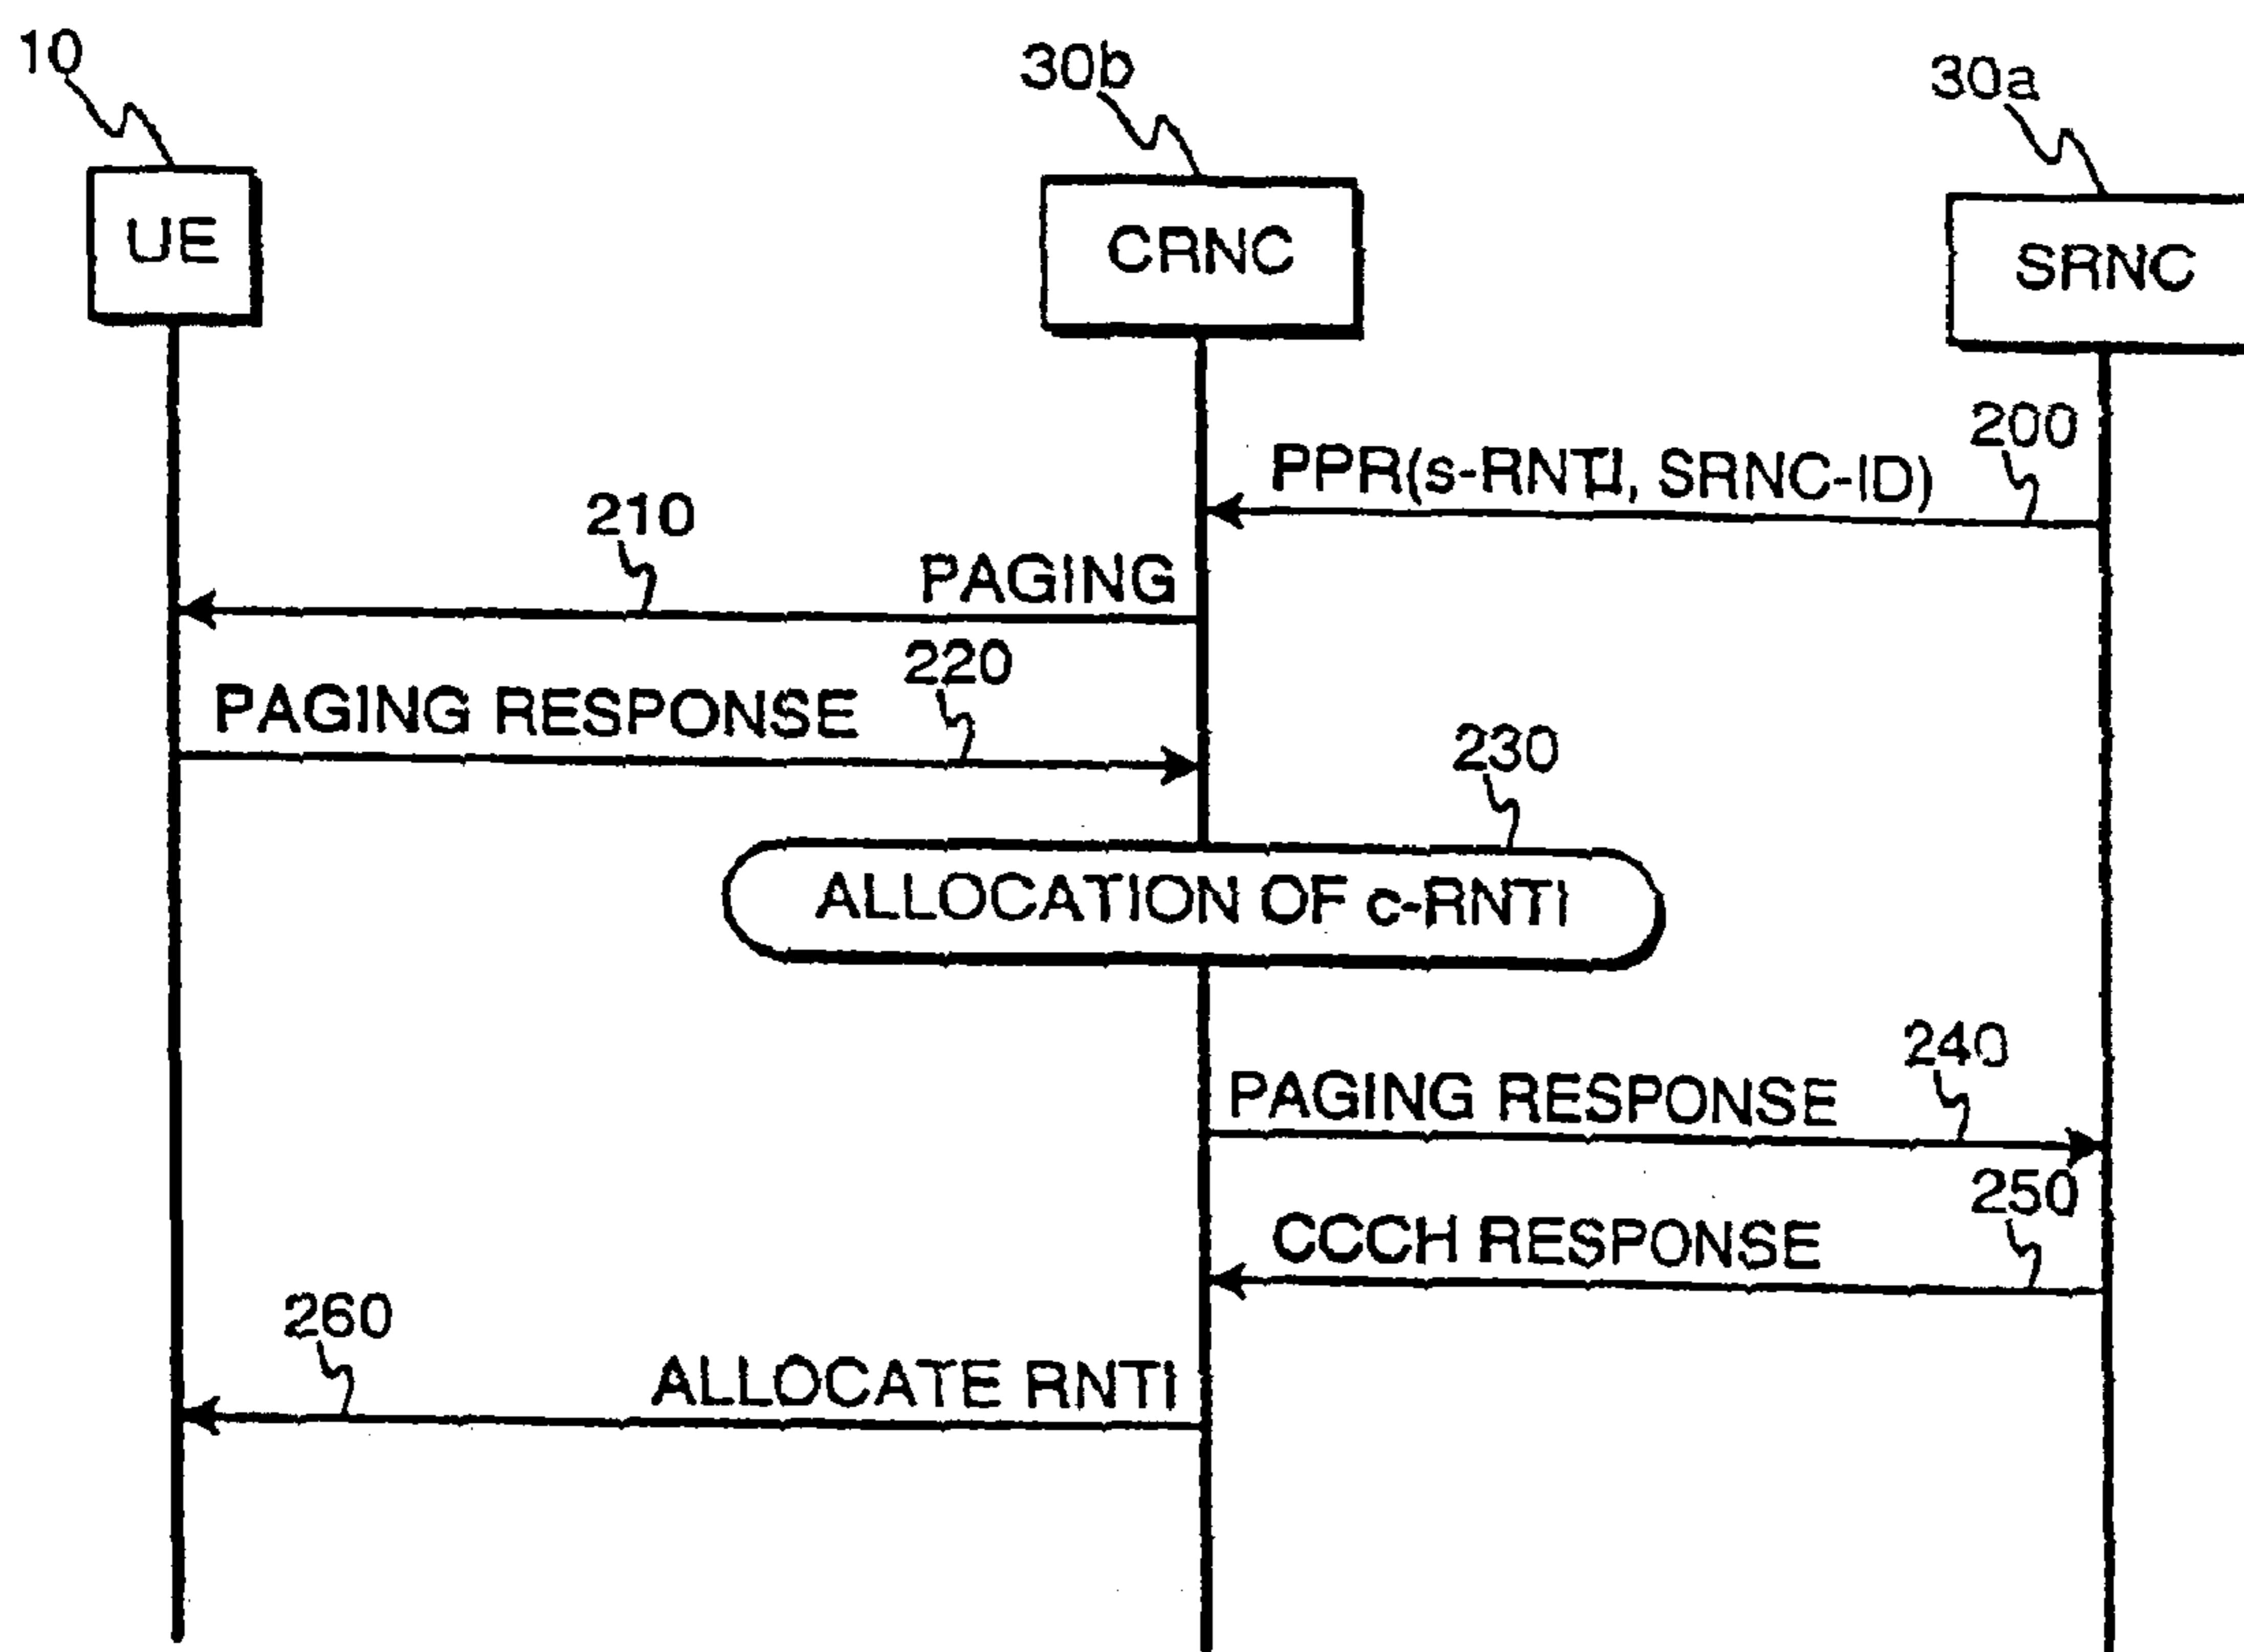 10
30b
30a
UE
CRNC
SRNC
200
PPR(s-RNTI, SRNC-ID)
210
PAGING
220
PAGING RESPONSE
230
ALLOCATION OF c-RNTI
240
PAGING RESPONSE
250
CCCH RESPONSE
260
ALLOCATE RNTI